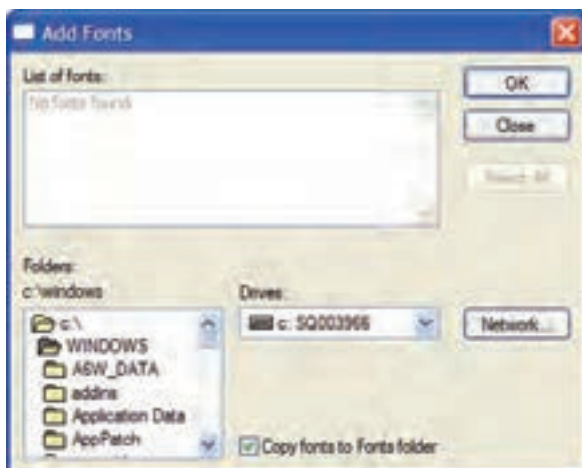 Add Fonts
List of fonts:
No fonts found
OK
Close
Select All
Folders:
c:\windows
c:\
WINDOWS
A6W_DATA
addins
Application Data
AppPatch
Drives:
c: SQ003966
Network...
Copy fonts to Fonts folder